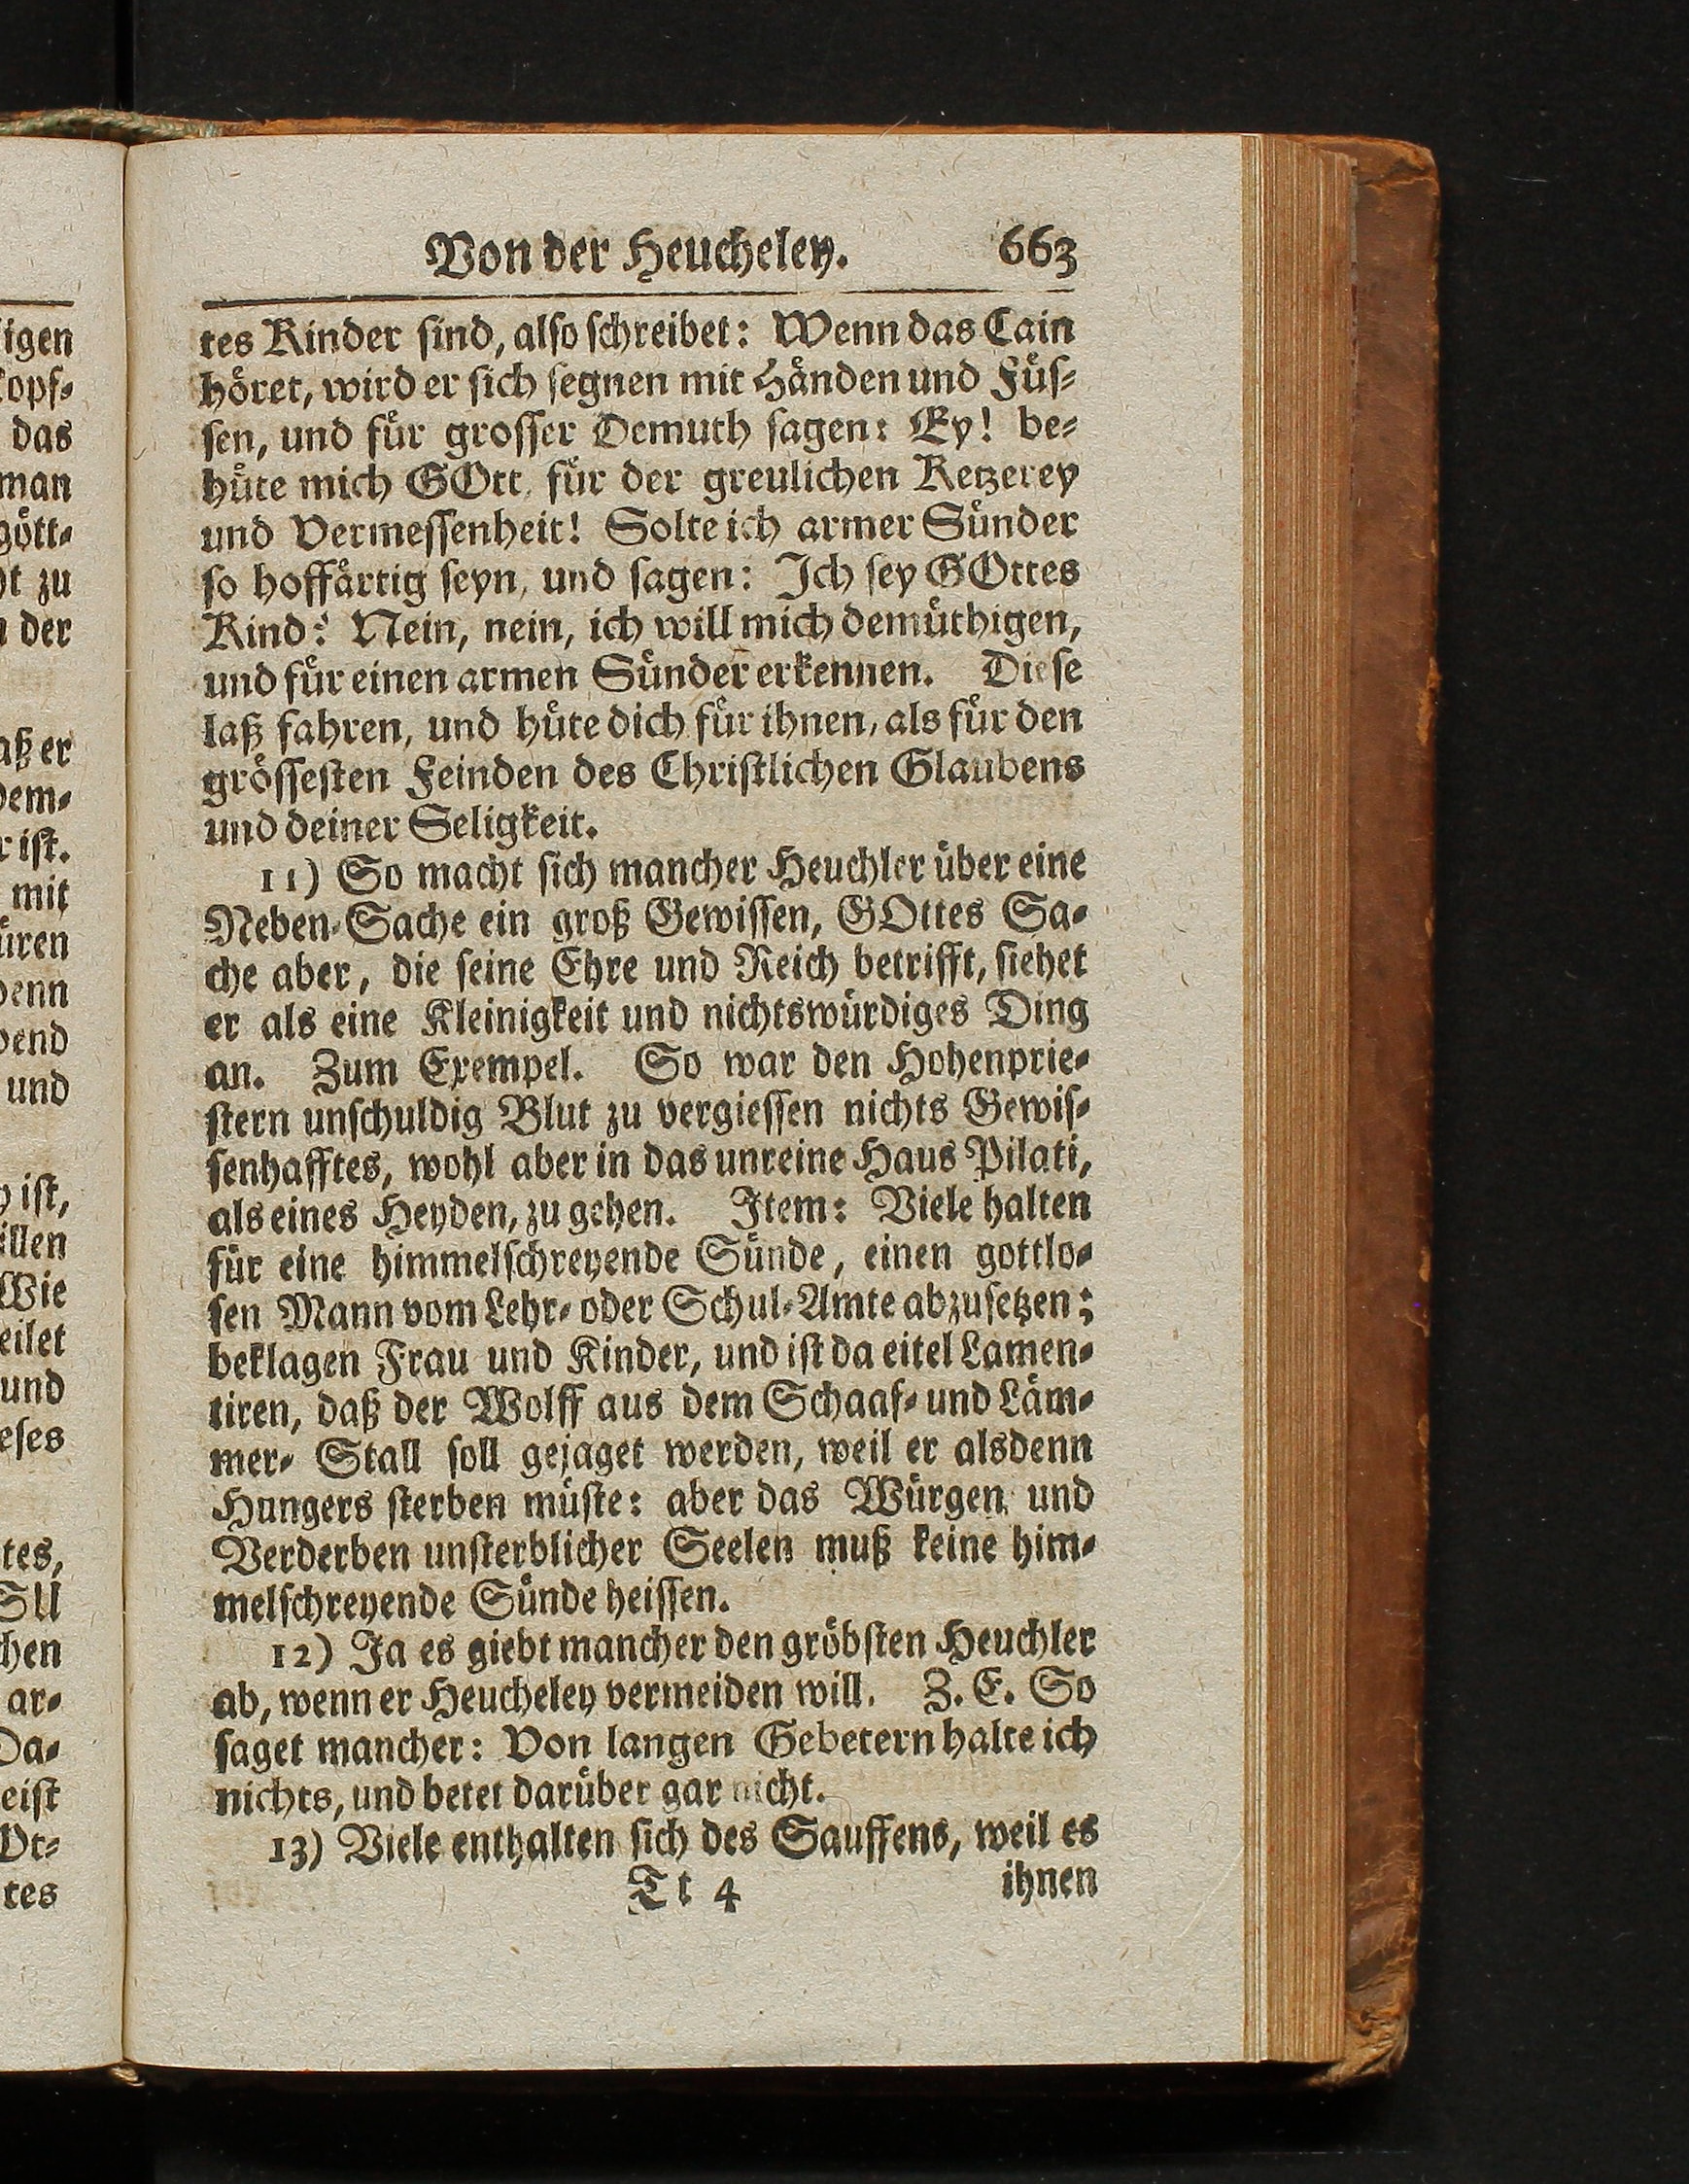 Von der Heucheley. 663
tes Kinder sind, also schreibet: Wenn das Cain
höret, wird er sich segnen mit Händen und Füs-
sen, und für grosser Demuth sagen: Ey! be-
hüte mich GOtt, für der greulichen Ketzerey
und Vermessenheit! Solte ich armer Sünder
so hoffärtig seyn, und sagen: Ich sey GOttes
Kind? Nein, nein, ich will mich demüthigen,
und für einen armen Sünder erkennen. Diese
laß fahren, und hüte dich für ihnen, als für den
grössesten Feinden des Christlichen Glaubens
und deiner Seligkeit.
11) So macht sich mancher Heuchler über eine
Neben-Sache ein groß Gewissen, GOttes Sa-
che aber, die seine Ehre und Reich betrifft, siehet
er als eine Kleinigkeit und nichtswürdiges Ding
an. Zum Exempel. So war den Hohenprie-
stern unschuldig Blut zu vergiessen nichts Gewis-
senhafftes, wohl aber in das unreine Haus Pilati,
als eines Heyden, zu gehen. Item: Viele halten
für eine himmelschreyende Sünde, einen gottlo-
sen Mann vom Lehr- oder Schul-Amte abzusetzen;
beklagen Frau und Kinder, und ist da eitel Lamen-
tiren, daß der Wolff aus dem Schaaf- und Läm-
mer- Stall soll gejaget werden, weil er alsdenn
Hungers sterben müste: aber das Würgen und
Verderben unsterblicher Seelen muß keine him-
melschreyende Sünde heissen.
12) Ja es giebt mancher den gröbsten Heuchler
ab, wenn er Heucheley vermeiden will. Z. E. So
saget mancher: Von langen Gebetern halte ich
nichts, und betet darüber gar nicht.
13) Viele enthalten sich des Sauffens, weil es
Tt 4 ihnen